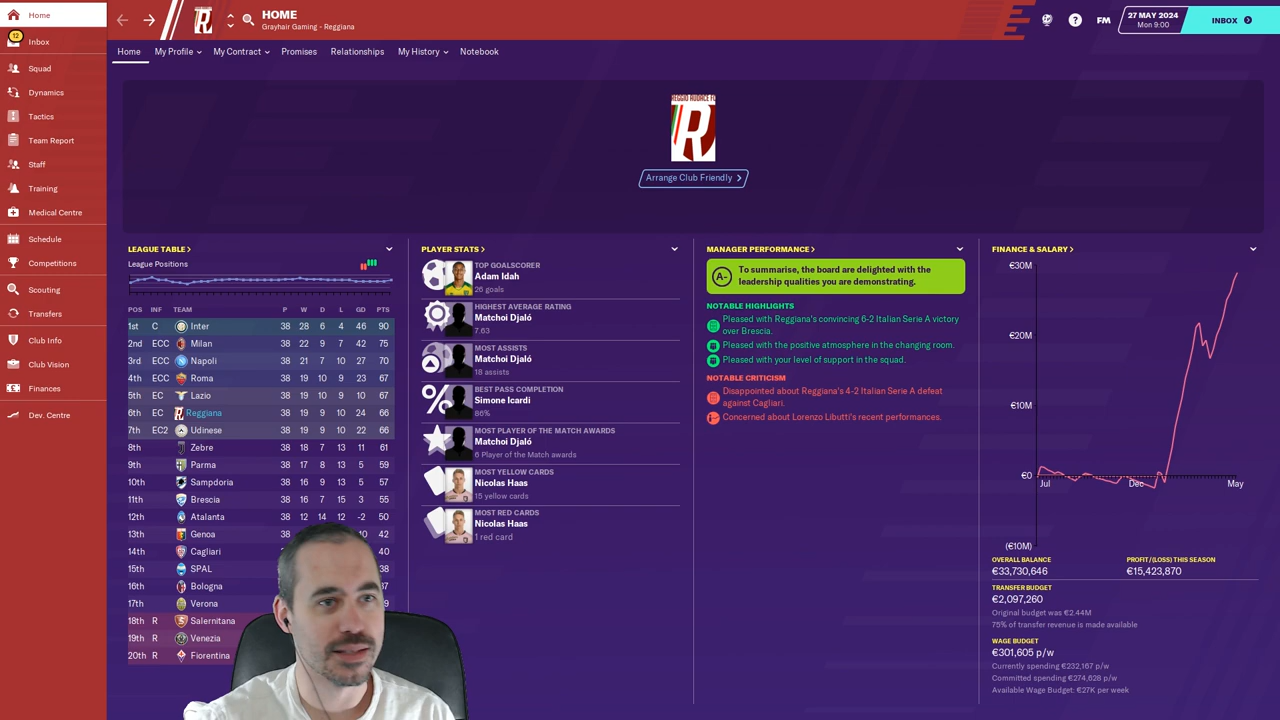 Home
12
Inbox
Squad
Dynamics
Tactics
Team Report
Staff
Training
Medical Centre
Schedule
Competitions
Scouting
Transfers
Club Info
Club Vision
Finances
Dev. Centre
HOME
Grayhair Gaming - Reggiana
?
FM
27 MAY 2024
Mon 9:00
INBOX
Home My Profile My Contract Promises Relationships My History Notebook
R
Arrange Club Friendly
LEAGUE TABLE
League Positions
POS INF TEAM P W D L GD PTS
1st C Inter 38 28 6 4 46 90
2nd ECC Milan 38 22 9 7 42 75
3rd ECC Napoli 38 21 7 10 27 70
4th ECC Roma 38 19 10 9 23 67
5th EC Lazio 38 19 10 9 10 67
6th EC Reggiana 38 19 9 10 24 66
7th EC2 Udinese 38 19 9 10 22 66
8th Zebre 38 18 7 13 11 61
9th Parma 38 17 8 13 5 59
10th Sampdoria 38 16 9 13 5 57
11th Brescia 38 16 7 15 3 55
12th Atalanta 38 12 14 12 -2 50
13th Genoa 42
14th Cagliari 40
15th SPAL 38
16th Bologna
17th Verona
18th R Salernitana
19th R Venezia
20th R Fiorentina
PLAYER STATS
TOP GOALSCORER
Adam Idah
26 goals
HIGHEST AVERAGE RATING
Matchoi Djaló
7.63
MOST ASSISTS
Matchoi Djaló
18 assists
BEST PASS COMPLETION
Simone Icardi
86%
MOST PLAYER OF THE MATCH AWARDS
Matchoi Djaló
6 Player of the Match awards
MOST YELLOW CARDS
Nicolas Haas
15 yellow cards
MOST RED CARDS
Nicolas Haas
1 red card
MANAGER PERFORMANCE
A-
To summarise, the board are delighted with the
leadership qualities you are demonstrating.
NOTABLE HIGHLIGHTS
Pleased with Reggiana's convincing 6-2 Italian Serie A victory
over Brescia.
Pleased with the positive atmosphere in the changing room.
Pleased with your level of support in the squad.
NOTABLE CRITICISM
Disappointed about Reggiana's 4-2 Italian Serie A defeat
against Cagliari.
Concerned about Lorenzo Libutti's recent performances.
FINANCE & SALARY
€30M
€20M
€10M
€0
Jul Dec May
(€10M)
OVERALL BALANCE PROFIT/(LOSS) THIS SEASON
€33,730,646 €15,423,870
TRANSFER BUDGET
€2,097,260
Original budget was €2.44M
75% of transfer revenue is made available
WAGE BUDGET
€301,605 p/w
Currently spending €232,167 p/w
Committed spending €274,628 p/w
Available Wage Budget: €27K per week